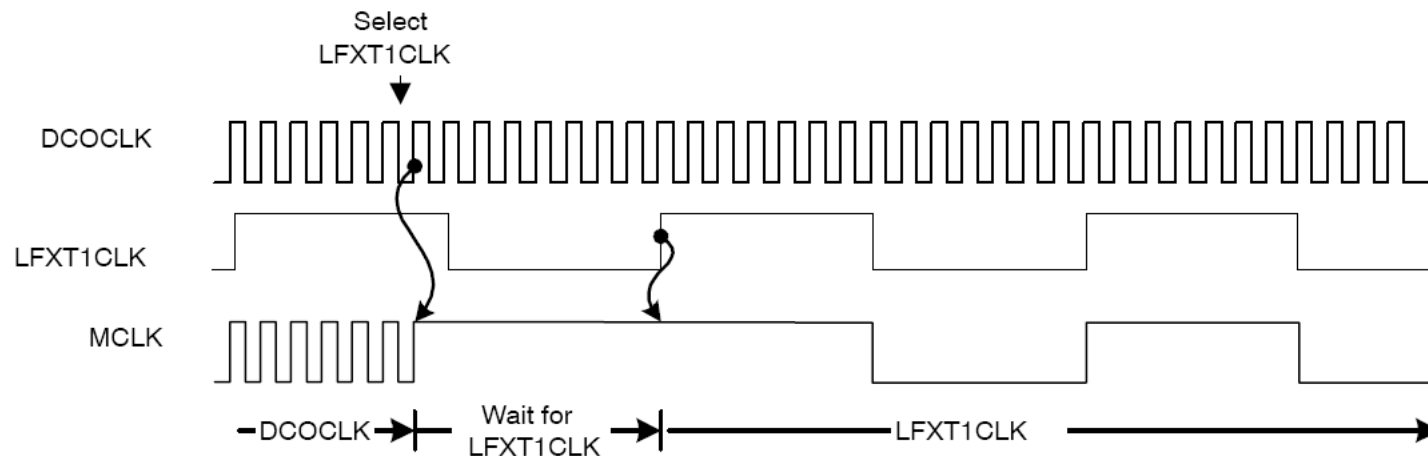 Select
LFXT1CLK
DCOCLK
LFXT1CLK
MCLK
DCOCLK
Wait for
LFXT1CLK
LFXT1CLK